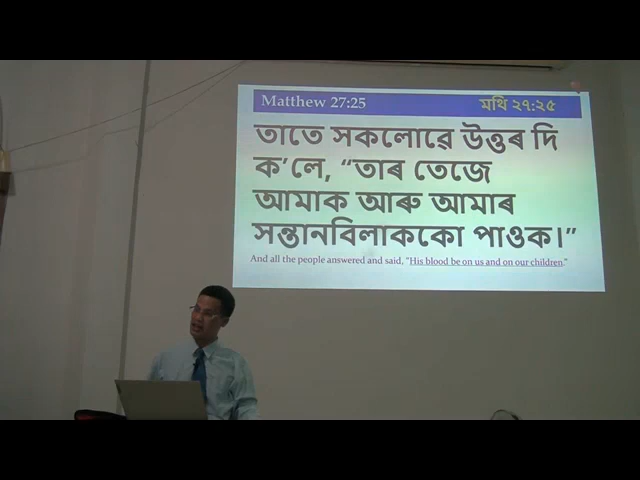 Matthew 27:25 মথি ২৭:২৫
তাতে সকলোৱে উত্তৰ দি
ক’লে, “তাৰ তেজে
আমাক আৰু আমাৰ
সন্তানবিলাককো পাওক।”
And all the people answered and said, “His blood be on us and on our children.”